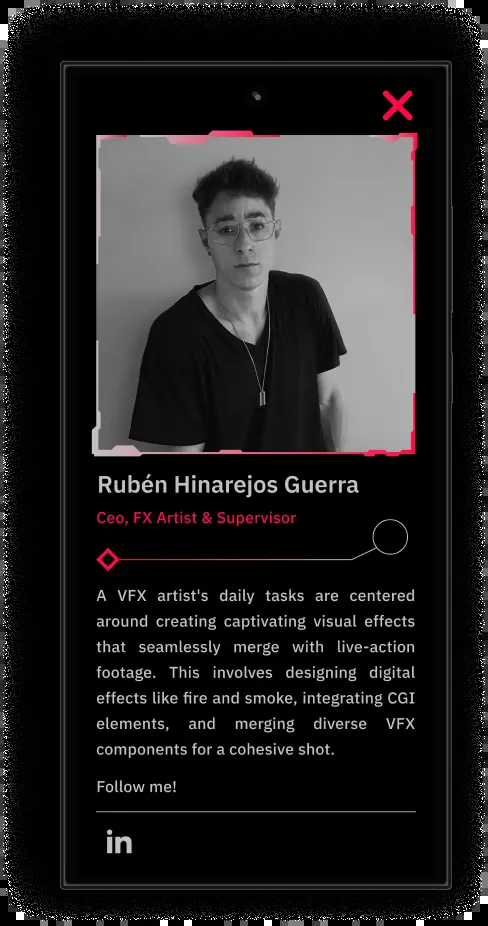 Rubén Hinarejos Guerra
Ceo, FX Artist & Supervisor
A VFX artist's daily tasks are centered
around creating captivating visual effects
that seamlessly merge with live-action
footage. This involves designing digital
effects like fire and smoke, integrating CGI
elements, and merging diverse VFX
components for a cohesive shot.
Follow me!
in